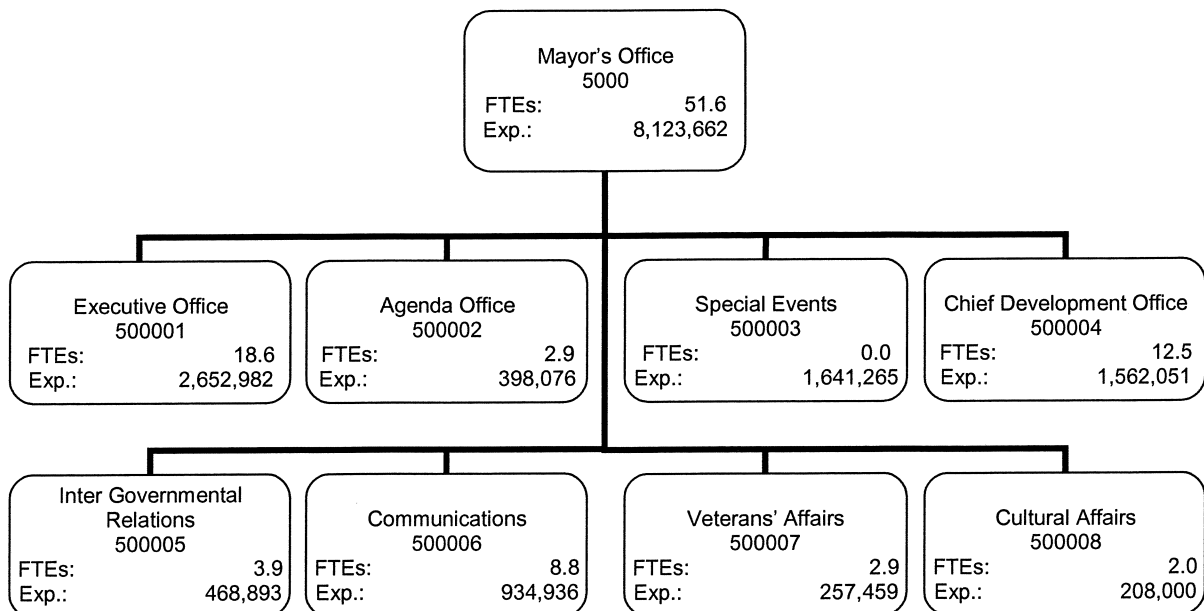 Mayor's Office
5000
FTEs: 51.6
Exp.: 8,123,662
Executive Office
500001
FTEs: 18.6
Exp.: 2,652,982
Agenda Office
500002
FTEs: 2.9
Exp.: 398,076
Special Events
500003
FTEs: 0.0
Exp.: 1,641,265
Chief Development Office
500004
FTEs: 12.5
Exp.: 1,562,051
Inter Governmental
Relations
500005
FTEs: 3.9
Exp.: 468,893
Communications
500006
FTEs: 8.8
Exp.: 934,936
Veterans' Affairs
500007
FTEs: 2.9
Exp.: 257,459
Cultural Affairs
500008
FTEs: 2.0
Exp.: 208,000